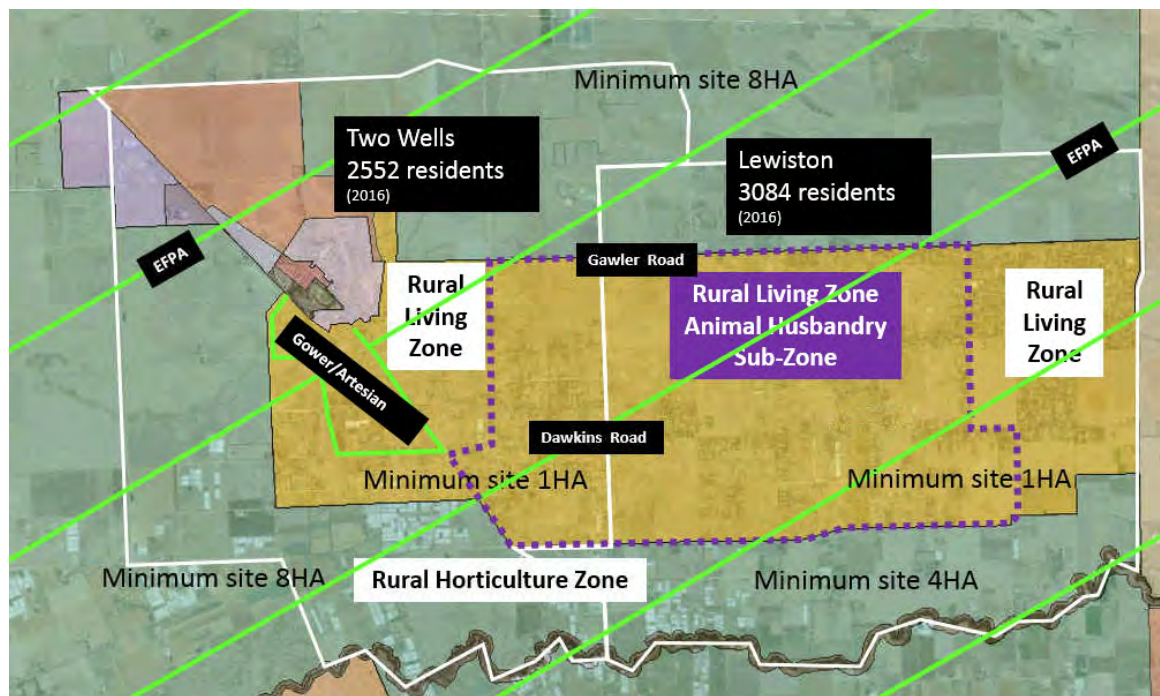 Minimum site 8HA
Two Wells
2552 residents
(2016)
Lewiston
3084 residents
(2016)
EFPA
EFPA
Gawler Road
Rural
Living
Zone
Rural Living Zone
Animal Husbandry
Sub-Zone
Rural
Living
Zone
Gower/Artesian
Dawkins Road
Minimum site 1HA
Minimum site 1HA
Minimum site 8HA
Rural Horticulture Zone
Minimum site 4HA